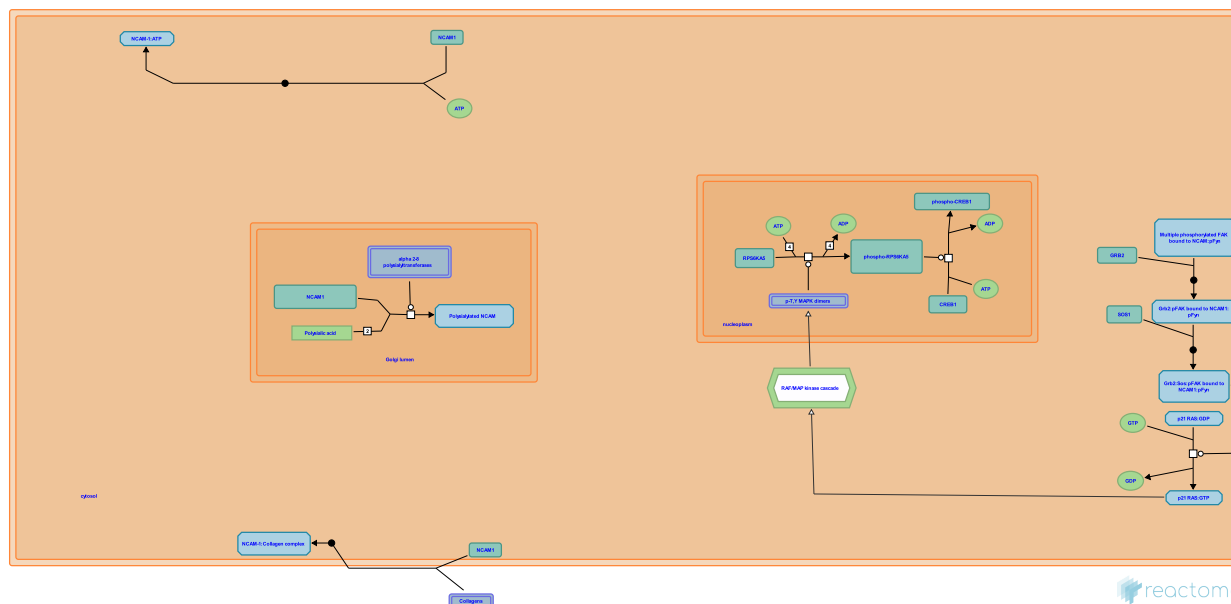 NCAM-1:ATP
NCAM1
ATP
phospho-CREB1
ATP
ADP
ADP
4
4
RPS6KA5
phospho-RPS6KA5
ATP
p-T,Y MAPK dimers
CREB1
nucleoplasm
alpha 2-8
polysialyltransferases
NCAM1
Polysialic acid
2
Polysialylated NCAM
Golgi lumen
Multiple phosphorylated FAK
bound to NCAM:pFyn
GRB2
SOS1
Grb2:pFAK bound to NCAM1:
pFyn
Grb2:Sos:pFAK bound to
NCAM1:pFyn
RAF/MAP kinase cascade
p21 RAS:GDP
GTP
GDP
p21 RAS:GTP
cytosol
NCAM-1: Collagen complex
NCAM1
Collagens
reactom